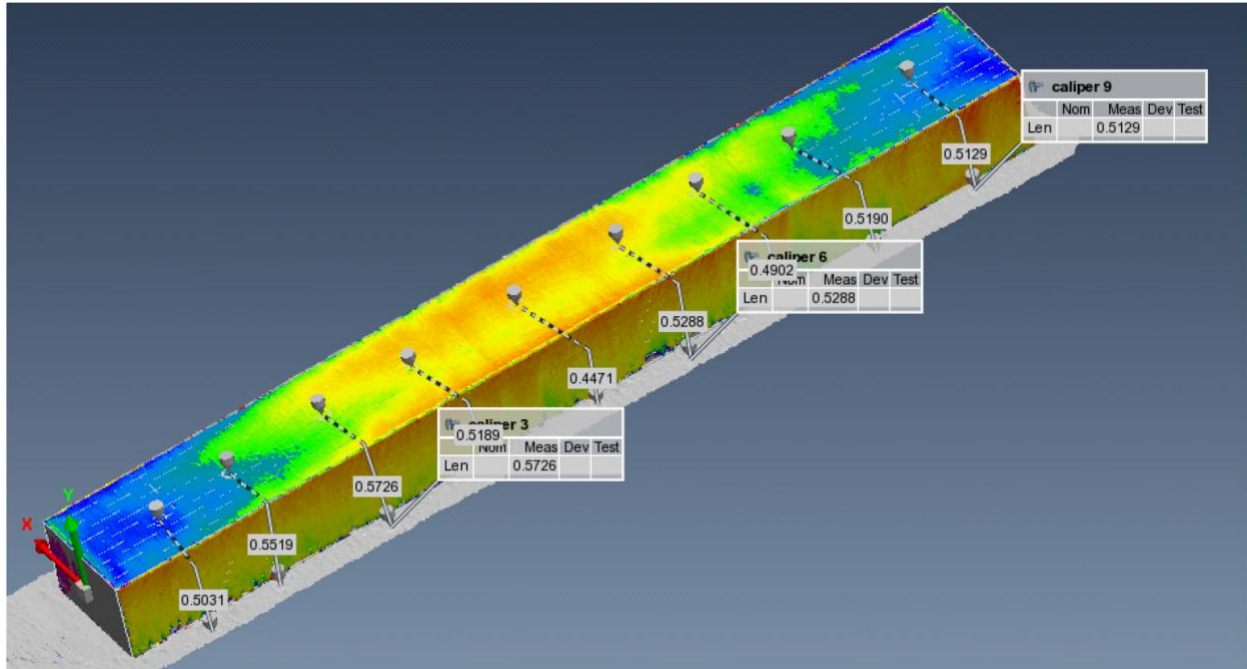 caliper 9
Nom Meas Dev Test
Len 0.5129
0.5129
0.5190
caliper 6
0.4902
Nom Meas Dev Test
Len 0.5288
0.5288
0.4471
caliper 3
0.5189
Nom Meas Dev Test
Len 0.5726
0.5726
0.5519
0.5031
Y
X